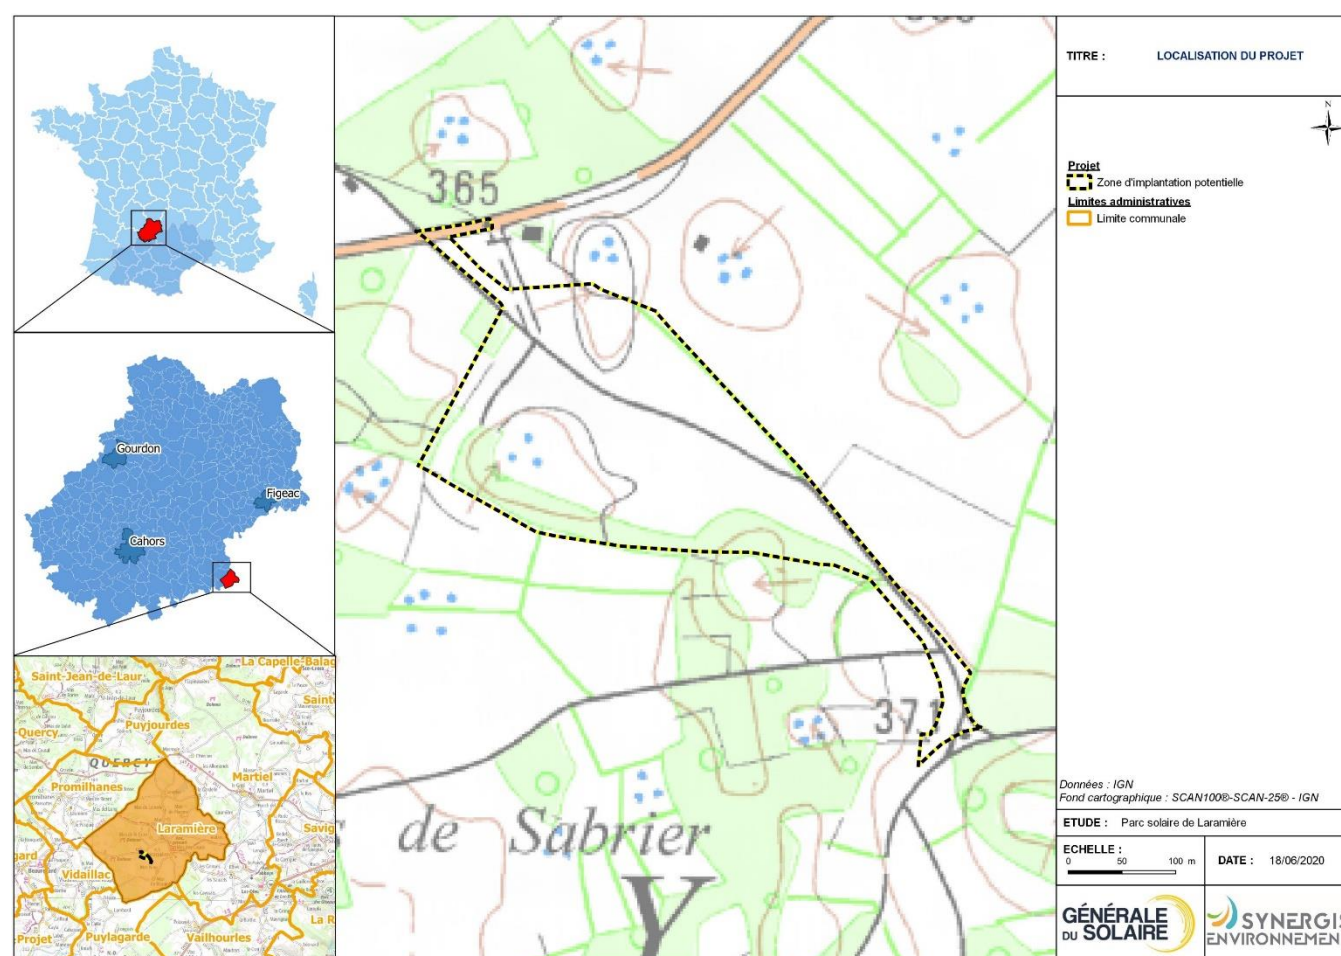 365
371
s de Sabrier
Y
Gourdon
Figeac
Cahors
La Capelle-Balag
Saint-Jean-de-Laur
Sainte
Puyjourdes
-Quercy
QUERCY
Martiel
Promilhanes
Laramière
Savig
gard
Vidaillac
La R
Projet
Puylagarde
Vailhourles
TITRE : LOCALISATION DU PROJET
N
Projet
Zone d'implantation potentielle
Limites administratives
Limite communale
Données : IGN
Fond cartographique : SCAN100®-SCAN-25® - IGN
ETUDE : Parc solaire de Laramière
ECHELLE :
0 50 100 m
DATE : 18/06/2020
GÉNÉRALE
DU SOLAIRE
SYNERGIS
ENVIRONNEMEN